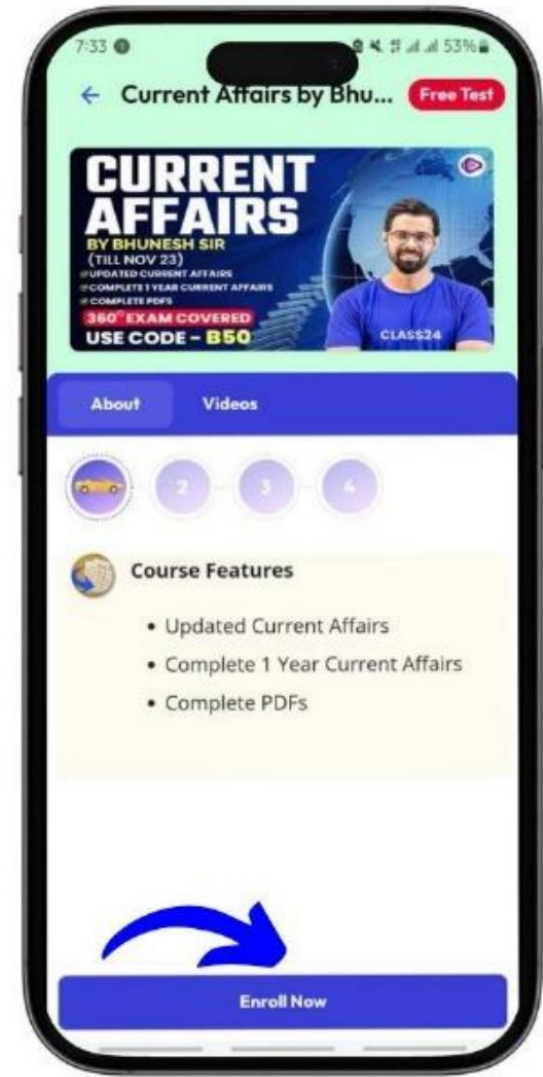 7:33
53%
← Current Affairs by Bhu...
Free Test
CURRENT
AFFAIRS
BY BHUNESH SIR
(TILL NOV 23)
UPDATED CURRENT AFFAIRS
COMPLETE 1 YEAR CURRENT AFFAIRS
COMPLETE PDFs
360° EXAM COVERED
USE CODE - B50
CLASS24
About
Videos
2
3
4
Course Features
• Updated Current Affairs
• Complete 1 Year Current Affairs
• Complete PDFs
Enroll Now